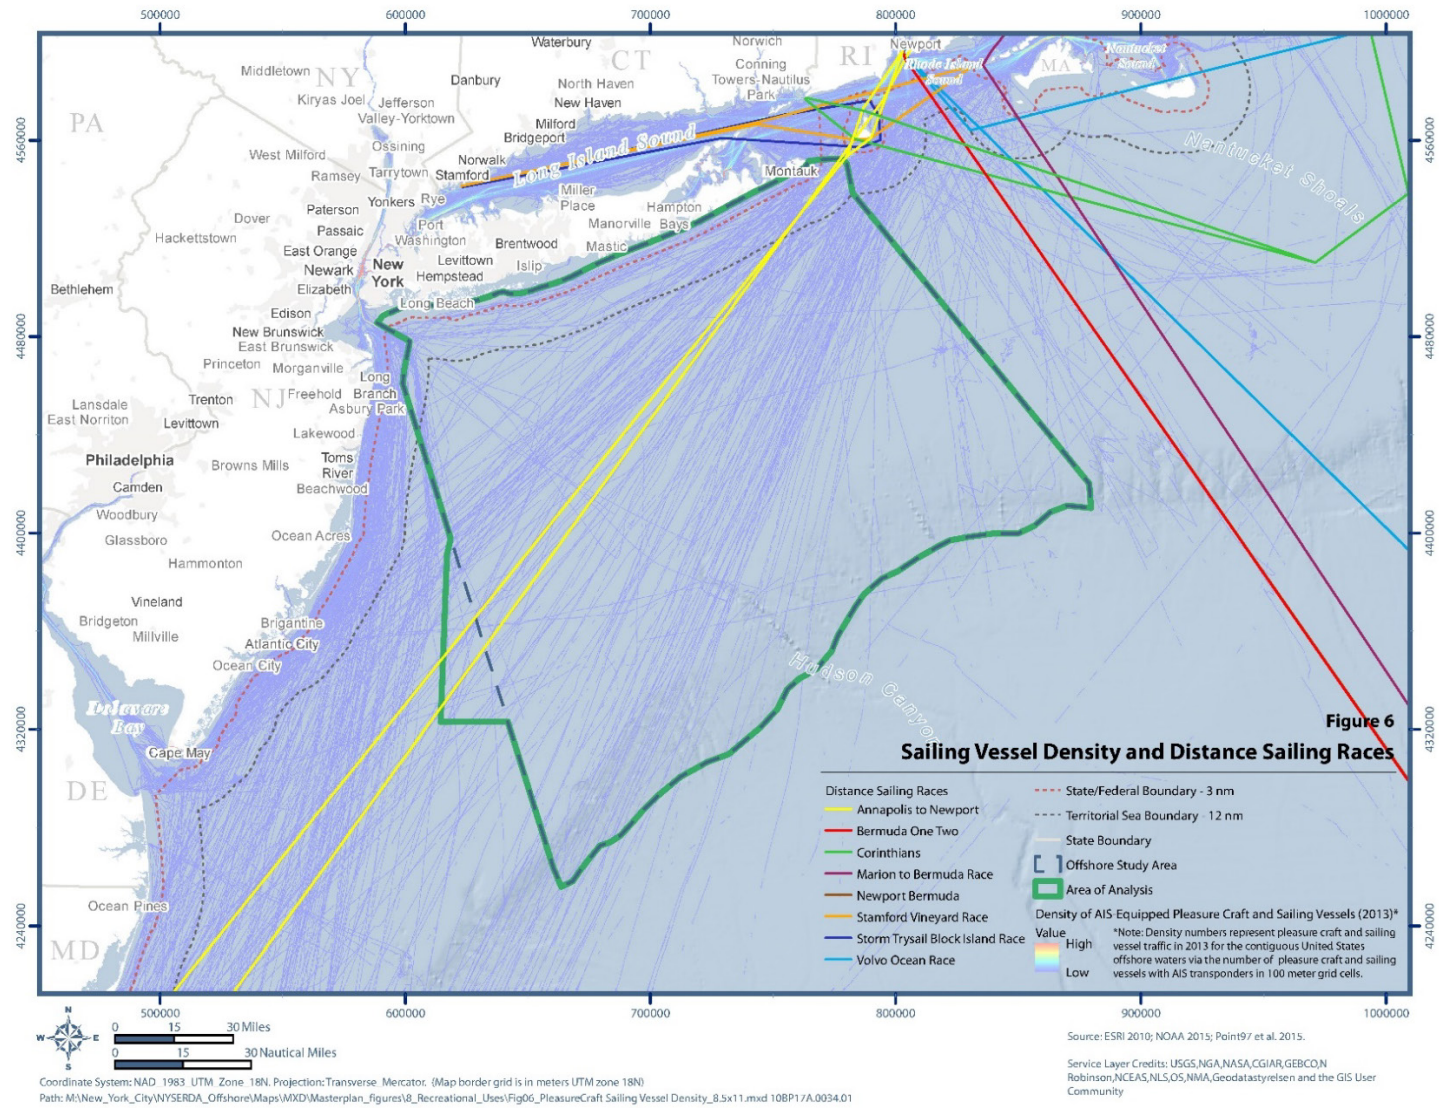 500000 600000 700000 800000 900000 1000000
Waterbury
CT
Norwich
RI
Newport
Nantucket
Sound
Middletown
NY
Danbury
Conning
Towers-Nautilus
Park
Rhode Island
Sound
MA
North Haven
New Haven
Kiryas Joel
Jefferson
Valley-Yorktown
PA
Milford
Bridgeport
4560000
4560000
Ossining
Long Island Sound
Nantucket Shoals
West Milford
Norwalk
Stamford
Ramsey
Tarrytown
Montauk
Miller
Place
Yonkers
Rye
Paterson
Port
Washington
Hampton
Bays
Dover
Passaic
Manorville
Hackettstown
East Orange
Brentwood
Mastic
Newark
New
York
Levittown
Islip
Hempstead
Bethlehem
Elizabeth
Long Beach
Edison
New Brunswick
East Brunswick
4480000
4480000
Princeton
Morganville
Long
Branch
NJ
Freehold
Trenton
Lansdale
East Norriton
Asbury Park
Levittown
Lakewood
Philadelphia
Browns Mills
Toms
River
Camden
Beachwood
Woodbury
4400000
4400000
Glassboro
Ocean Acres
Hammonton
Vineland
Bridgeton
Millville
Brigantine
Atlantic City
Ocean City
Hudson Canyon
Delaware
Bay
4320000
4320000
Cape May
DE
Ocean Pines
4240000
4240000
MD
Figure 6
Sailing Vessel Density and Distance Sailing Races
Distance Sailing Races
Annapolis to Newport
Bermuda One Two
Corinthians
Marion to Bermuda Race
Newport Bermuda
Stamford Vineyard Race
Storm Trysail Block Island Race
Volvo Ocean Race
State/Federal Boundary - 3 nm
Territorial Sea Boundary - 12 nm
State Boundary
Offshore Study Area
Area of Analysis
Density of AIS-Equipped Pleasure Craft and Sailing Vessels (2013)*
Value
High
Low
*Note: Density numbers represent pleasure craft and sailing
vessel traffic in 2013 for the contiguous United States
offshore waters via the number of pleasure craft and sailing
vessels with AIS transponders in 100 meter grid cells.
500000 600000 700000 800000 900000 1000000
N
W E
S
0 15 30 Miles
0 15 30 Nautical Miles
Source: ESRI 2010; NOAA 2015; Point97 et al. 2015.
Service Layer Credits: USGS,NGA,NASA,CGIAR,GEBCO,N
Robinson,NCEAS,NLS,OS,NMA,Geodatastyrelsen and the GIS User
Community
Coordinate System: NAD 1983 UTM Zone 18N. Projection: Transverse Mercator. (Map border grid is in meters UTM zone 18N)
Path: M:\New_York_City\NYSERDA_Offshore\Maps\MXD\Masterplan_figures\8_Recreational_Uses\Fig06_PleasureCraft Sailing Vessel Density_8.5x11.mxd 10BP17A.0034.01